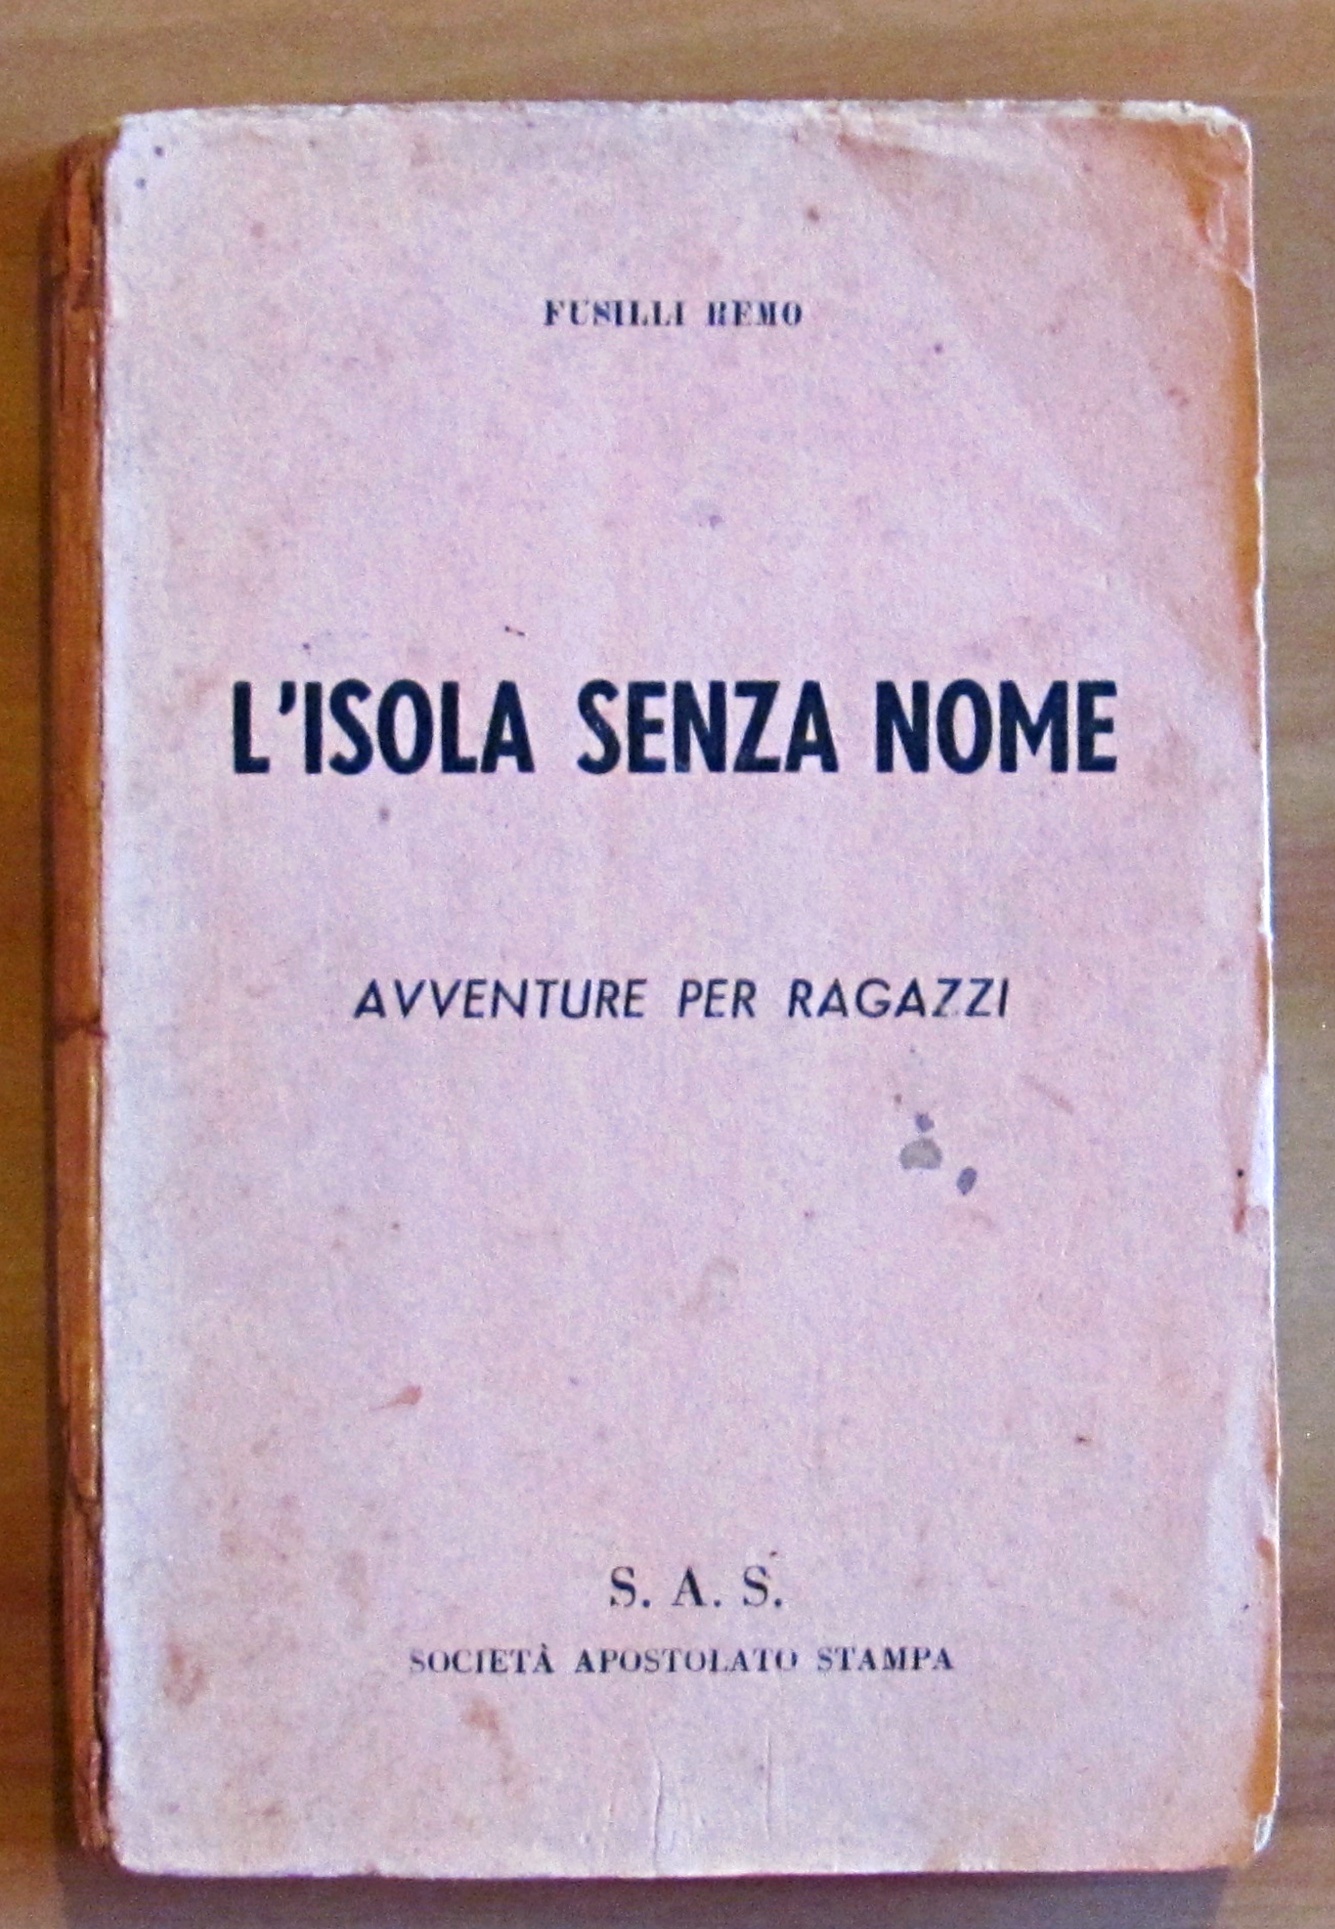 FUSILLI REMO
L'ISOLA SENZA NOME
AVVENTURE PER RAGAZZI
S. A. S.
SOCIETÀ APOSTOLATO STAMPA